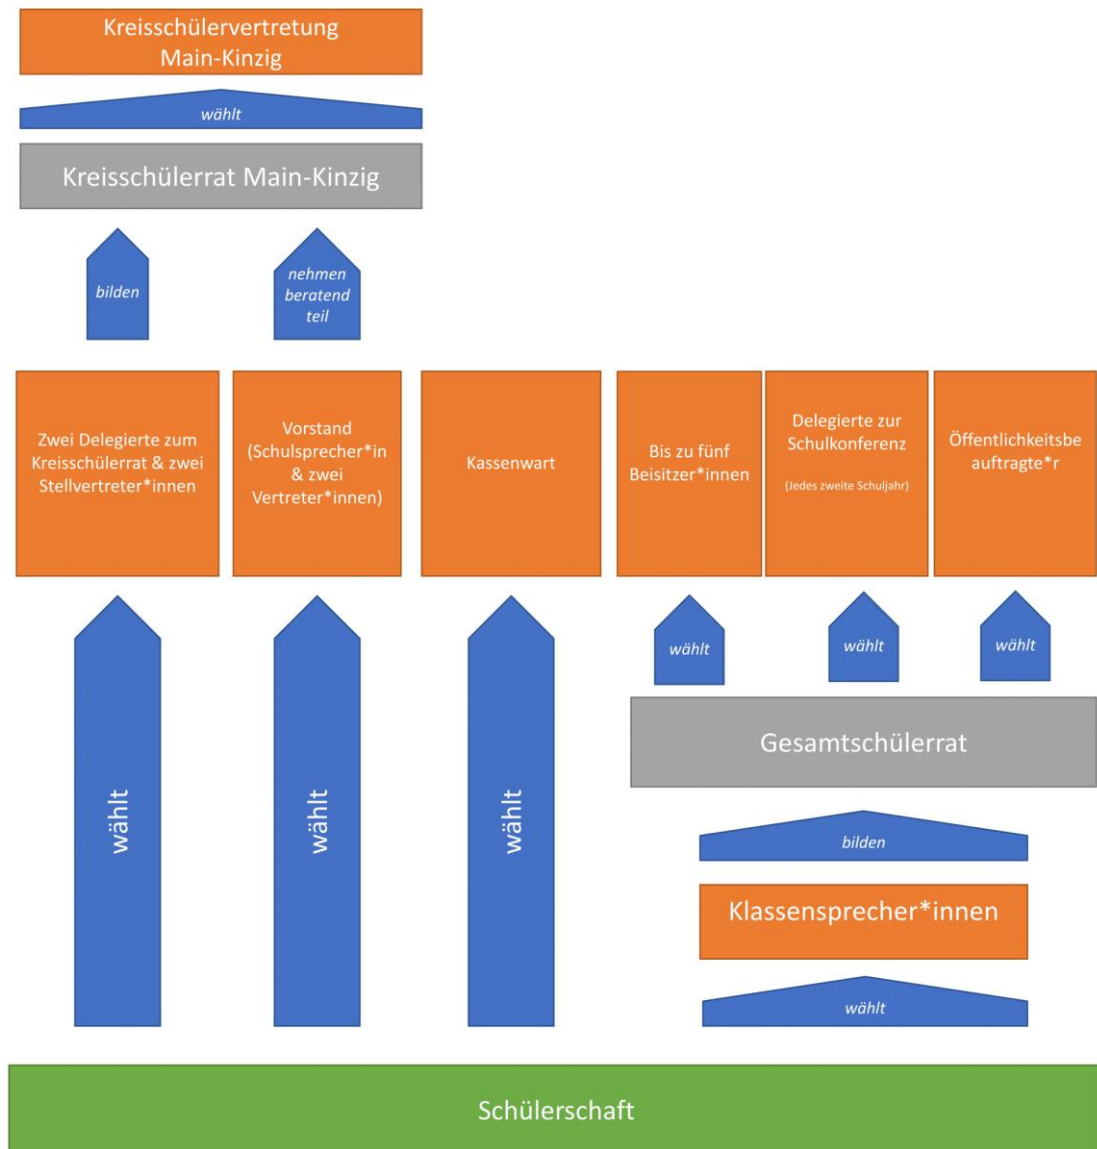 Kreisschülervertretung
Main-Kinzig
wählt
Kreisschülerrat Main-Kinzig
bilden
nehmen
beratend
teil
Zwei Delegierte zum
Kreisschülerrat & zwei
Stellvertreter*innen
Vorstand
(Schulsprecher*in
& zwei
Vertreter*innen)
Kassenwart
Bis zu fünf
Beisitzer*innen
Delegierte zur
Schulkonferenz
(Jedes zweite Schuljahr)
Öffentlichkeitsbe
auftragte*r
wählt
wählt
wählt
Gesamtschülerrat
wählt
wählt
wählt
bilden
Klassensprecher*innen
wählt
Schülerschaft